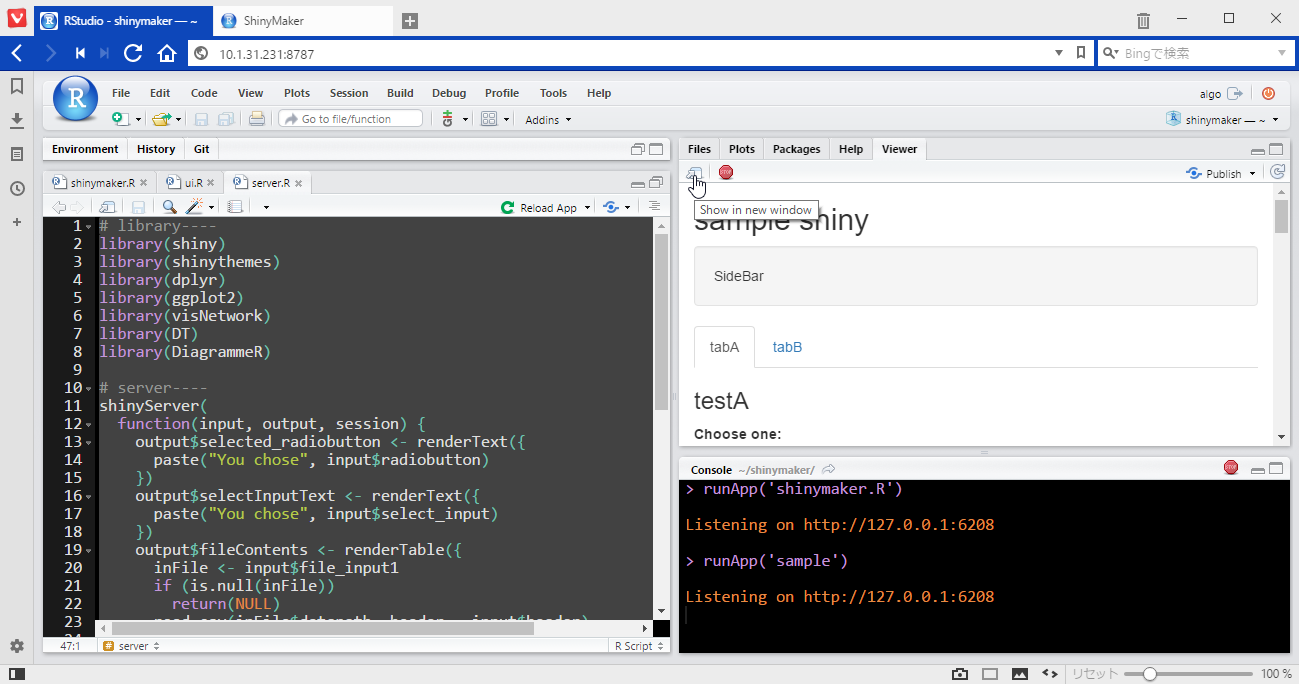 RStudio - shinymaker — ~
ShinyMaker
10.1.31.231:8787
Bingで検索
R
File Edit Code View Plots Session Build Debug Profile Tools Help
algo
Go to file/function
Addins
shinymaker — ~
Environment History Git
Files Plots Packages Help Viewer
shinymaker.R
ui.R
server.R
Reload App
STOP
Publish
Show in new window
1 # library----
2 library(shiny)
3 library(shinythemes)
4 library(dplyr)
5 library(ggplot2)
6 library(visNetwork)
7 library(DT)
8 library(DiagrammeR)
9
10 # server----
11 shinyServer(
12 function(input, output, session) {
13 output$selected_radiobutton <- renderText({
14 paste("You chose", input$radiobutton)
15 })
16 output$selectInputText <- renderText({
17 paste("You chose", input$select_input)
18 })
19 output$fileContents <- renderTable({
20 inFile <- input$file_input1
21 if (is.null(inFile))
22 return(NULL)
23
47:1
server
R Script
sample shiny
SideBar
tabA
tabB
testA
Choose one:
Console ~/shinymaker/
STOP
> runApp('shinymaker.R')
Listening on http://127.0.0.1:6208
> runApp('sample')
Listening on http://127.0.0.1:6208
リセット
100 %